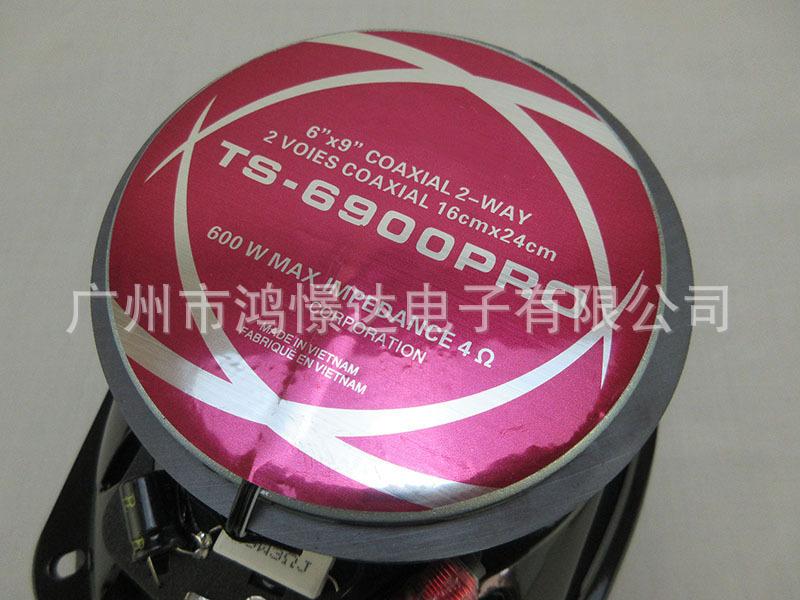 6"x9" COAXIAL 2-WAY
2 VOIES COAXIAL 16cmx24cm
TS-6900PRO
600 W MAX IMPEDANCE 4 Ω
CORPORATION
MADE IN VIETNAM
FABRIQUE EN VIETNAM
广州市鸿憬达电子有限公司